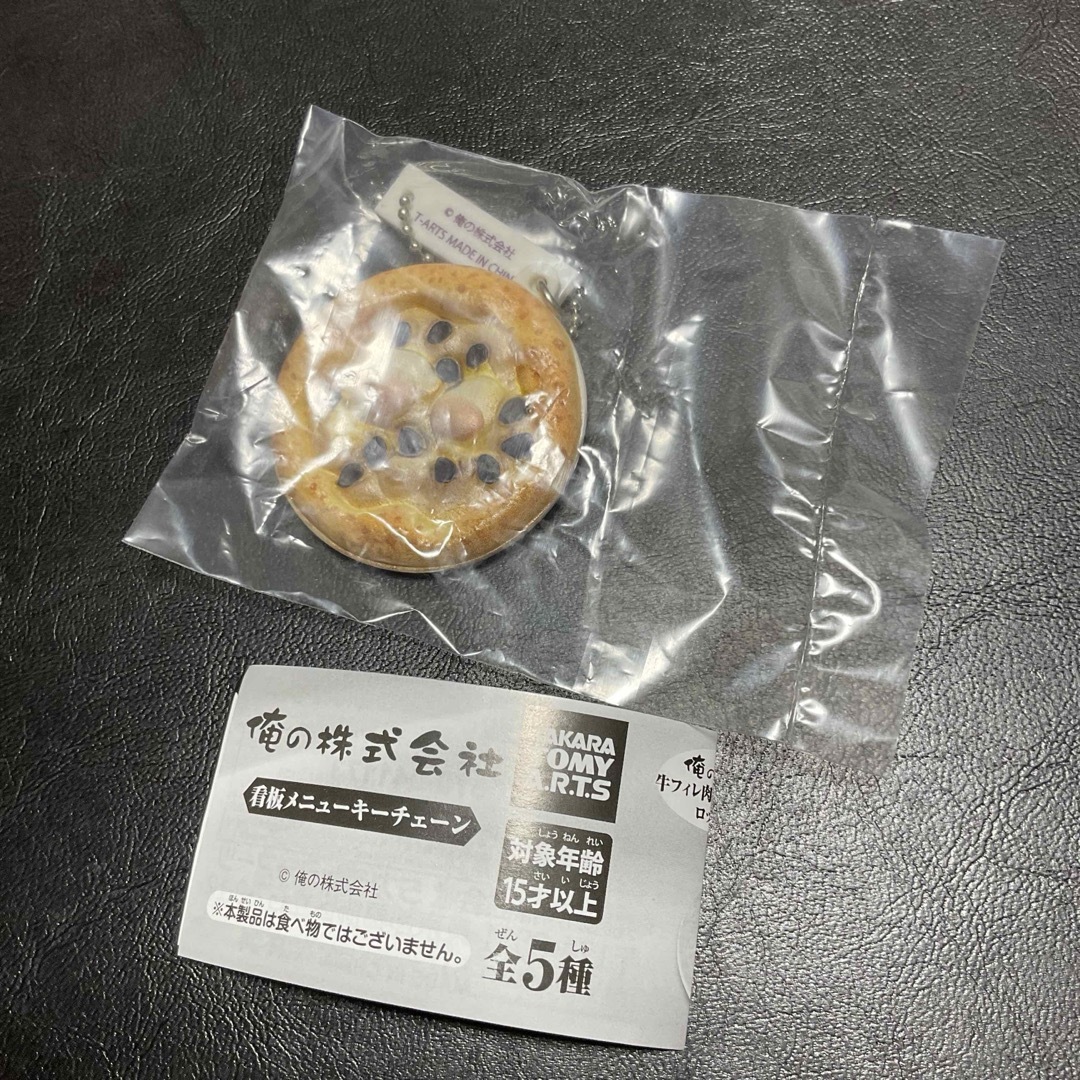 © 俺の株式会社
T-ARTS MADE IN CHIN
俺の株式会社
看板メニューキーチェーン
© 俺の株式会社
※本製品は食べ物ではございません。
ほん せい ひん
た
もの
AKARA
OMY
.R.T.S
しょう ねん れい
対象年齢
さい い じょう
15才以上
ぜん
しゅ
全5種
俺の
牛フィレ肉
ロ